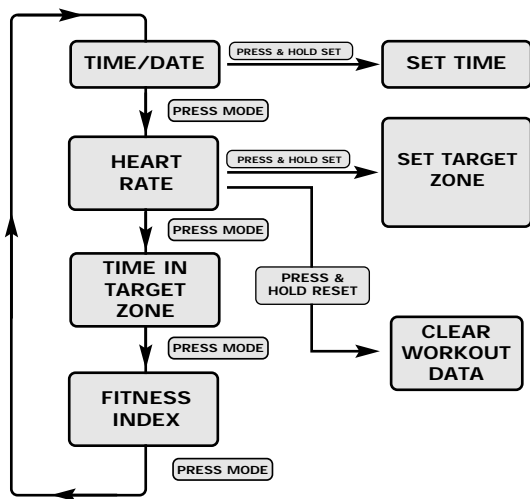 TIME/DATE
PRESS & HOLD SET
SET TIME
PRESS MODE
HEART
RATE
PRESS & HOLD SET
SET TARGET
ZONE
PRESS MODE
TIME IN
TARGET
ZONE
PRESS &
HOLD RESET
PRESS MODE
CLEAR
WORKOUT
DATA
FITNESS
INDEX
PRESS MODE